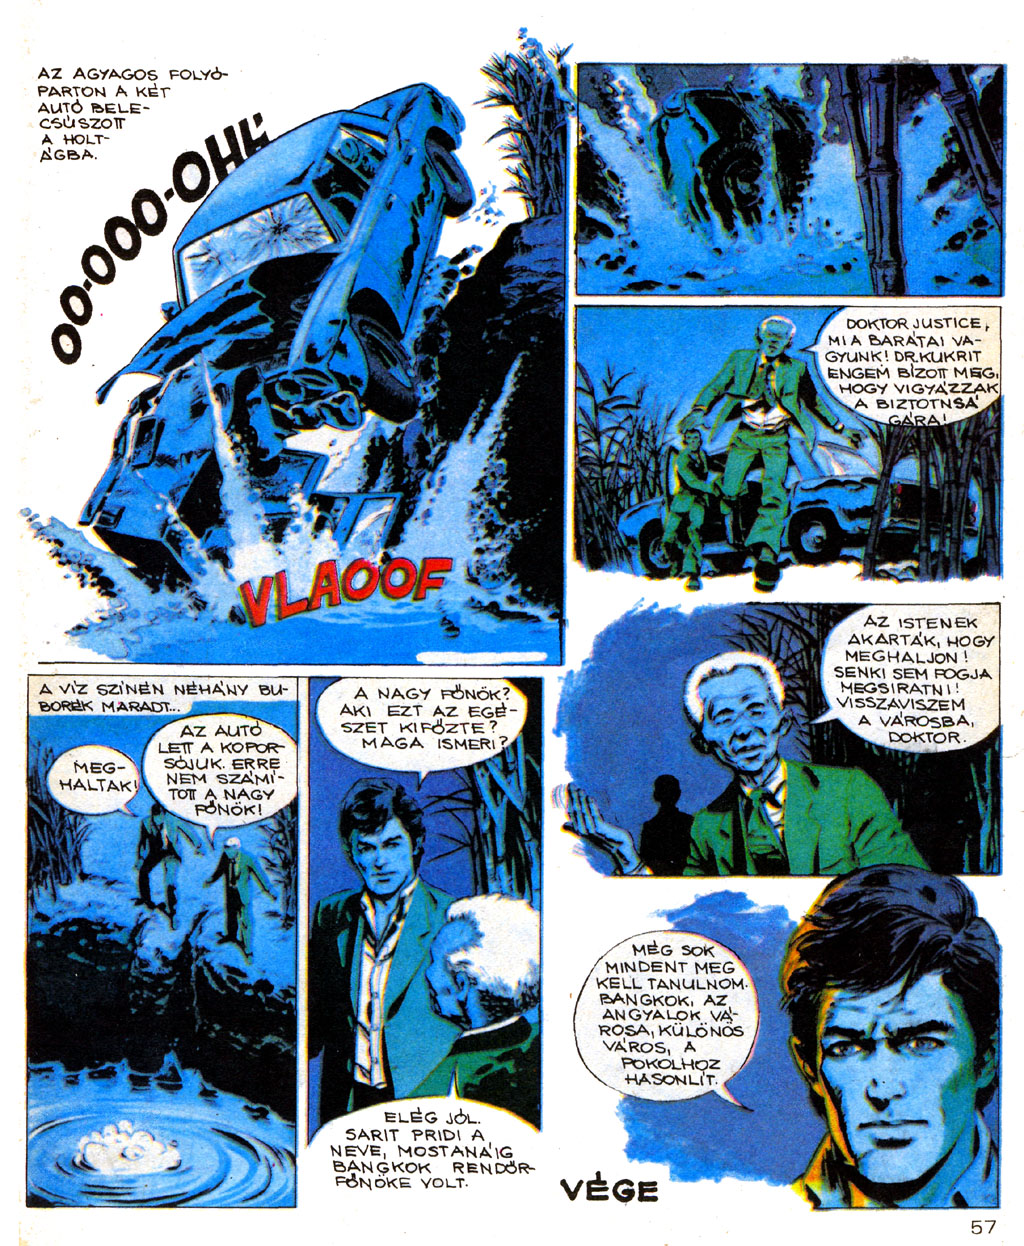 AZ AGYAGOS FOLYÓ-
PARTON A KÉT
AUTÓ BELE-
CSÚSZOTT
A HOLT-
ÁGBA.
OO-OOO-OHH
VLAOOF
DOKTOR JUSTICE,
MI A BARÁTAI VA-
GYUNK! DR. KUKRIT
ENGEM BÍZOTT MEG,
HOGY VIGYÁZZAK
A BIZTOTNSÁ
GÁRA!
A VÍZ SZÍNÉN NÉHÁNY BU-
BORÉK MARADT...
MEG-
HALTAK!
AZ AUTÓ
LETT A KOPOR-
SÓJUK. ERRE
NEM SZÁMÍ-
TOTT A NAGY
FŐNÖK!
A NAGY FŐNÖK?
AKI EZT AZ EGÉ-
SZET KIFŐZTE?
MAGA ISMERI?
ELÉG JÓL.
SARIT PRIDI A
NEVE, MOSTANÁIG
BANGKOK RENDŐR-
FŐNÖKE VOLT.
AZ ISTENEK
AKARTÁK, HOGY
MEGHALJON!
SENKI SEM FOGJA
MEGSIRATNI!
VISSZAVISZEM
A VÁROSBA,
DOKTOR.
MÉG SOK
MINDENT MEG
KELL TANULNOM.
BANGKOK, AZ
ANGYALOK VÁ-
ROSA, KÜLÖNÖS
VÁROS, A
POKOLHOZ
HASONLÍT.
VÉGE
57